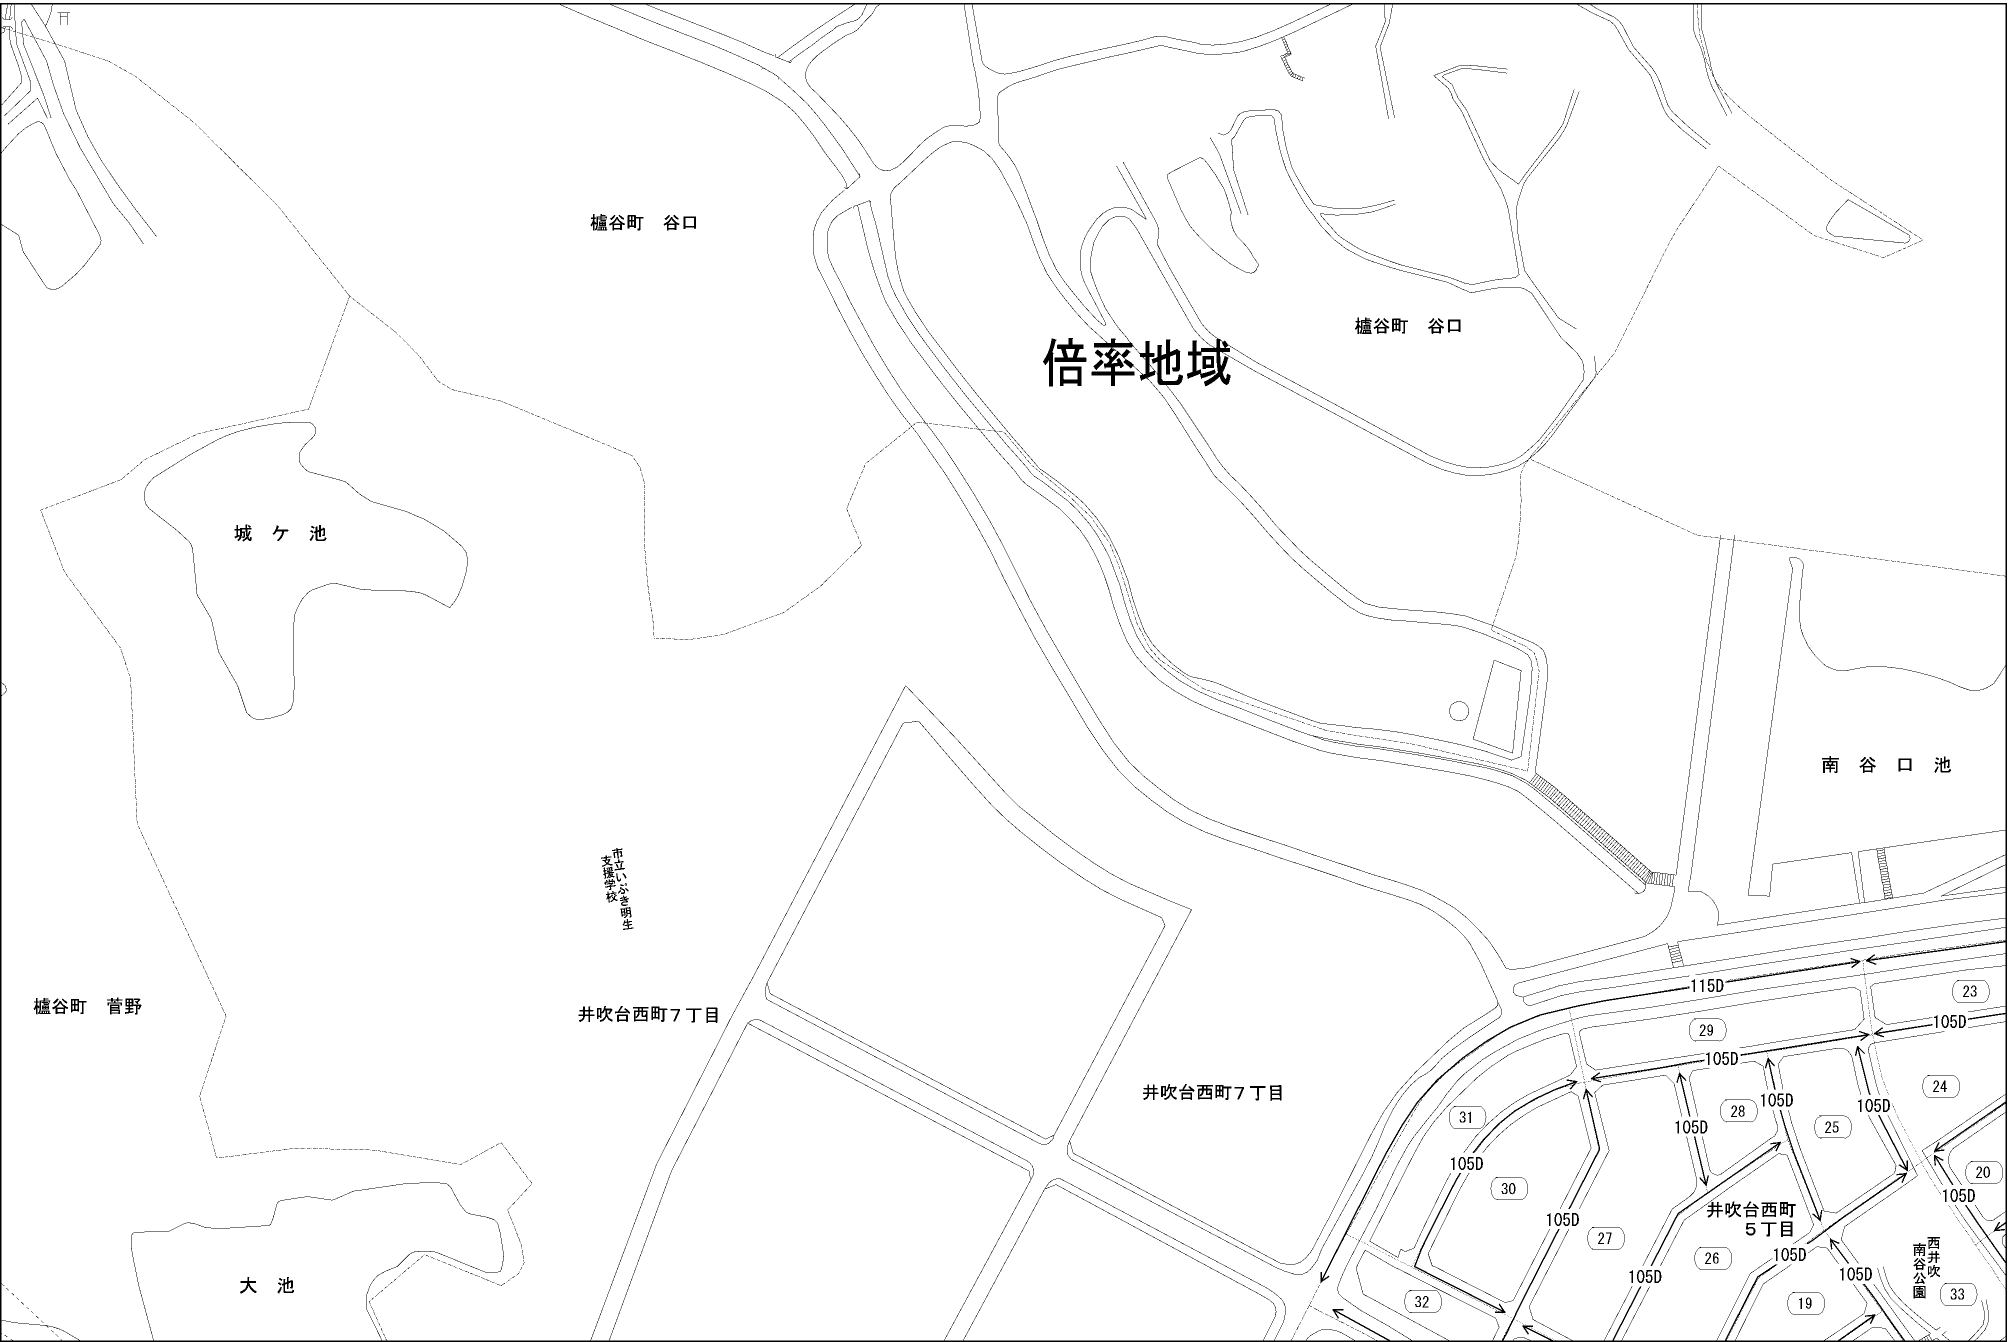 櫨谷町　谷口
櫨谷町　谷口
倍率地域
城　ケ　池
南　谷　口　池
市立いぶき明生
支援学校
櫨谷町　菅野
井吹台西町７丁目
115D
23
105D
29
105D
井吹台西町７丁目
24
31
105D
28
105D
105D
25
105D
105D
30
20
105D
井吹台西町
５丁目
105D
27
26
105D
105D
105D
西井吹
南谷公園
大　池
32
19
33